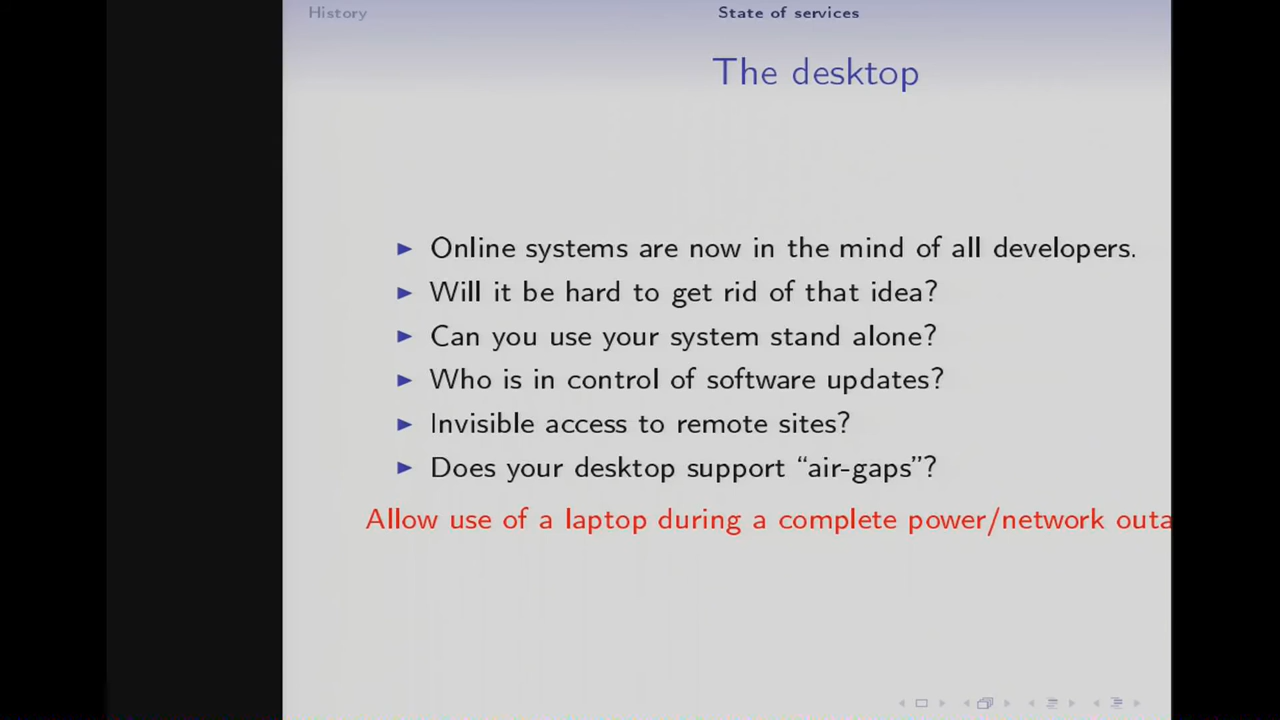 History
State of services
The desktop
Online systems are now in the mind of all developers.
Will it be hard to get rid of that idea?
Can you use your system stand alone?
Who is in control of software updates?
Invisible access to remote sites?
Does your desktop support “air-gaps”?
Allow use of a laptop during a complete power/network outa